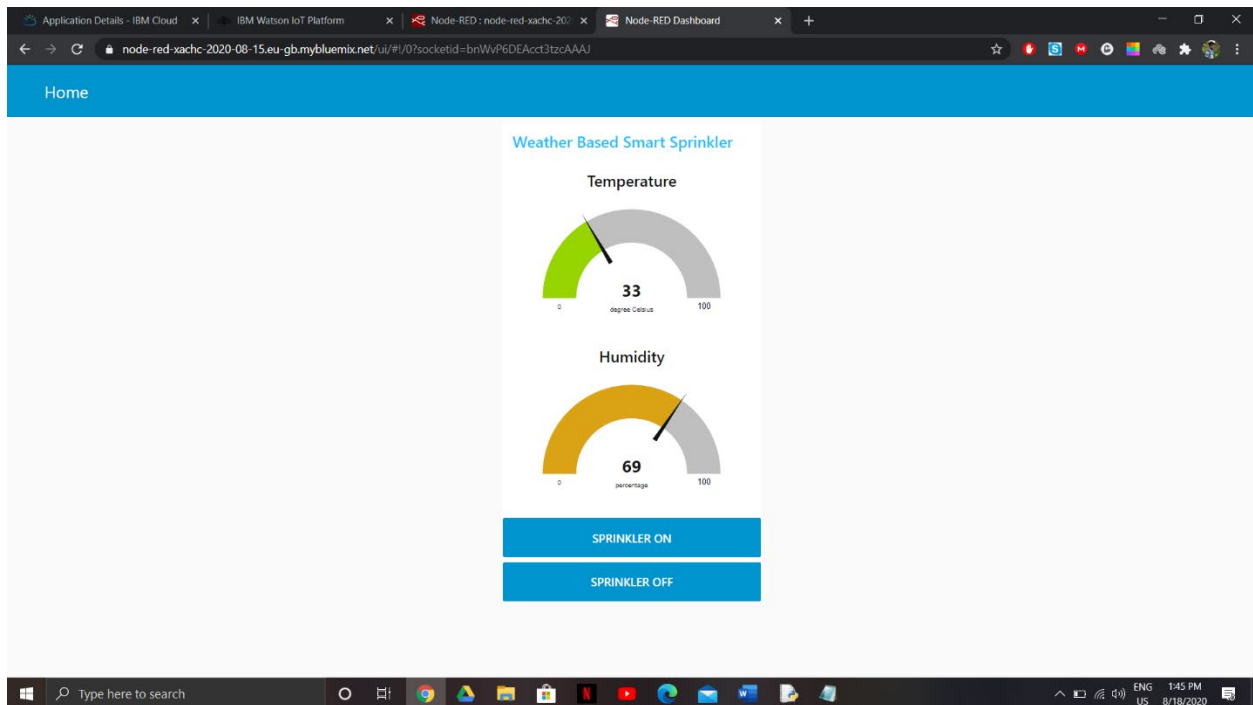 Application Details - IBM Cloud
IBM Watson IoT Platform
Node-RED : node-red-xachc-202
Node-RED Dashboard
node-red-xachc-2020-08-15.eu-gb.mybluemix.net/ui/#!/0?socketid=bnWvP6DEAcct3tzcAAAJ
Home
Weather Based Smart Sprinkler
Temperature
33
0 degree Celsius 100
Humidity
69
0 percentage 100
SPRINKLER ON
SPRINKLER OFF
Type here to search
ENG 1:45 PM
US 8/18/2020